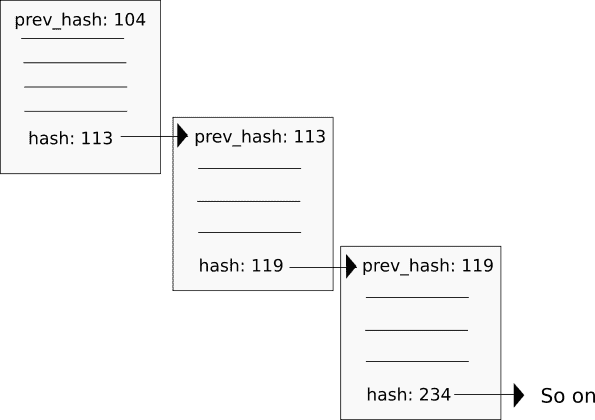 prev_hash: 104
hash: 113
prev_hash: 113
hash: 119
prev_hash: 119
hash: 234
So on